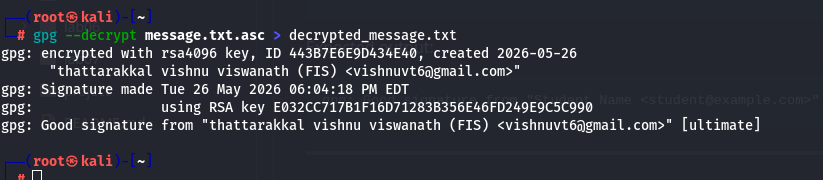 ┌──(root㉿kali)-[~]
└─# gpg --decrypt message.txt.asc > decrypted_message.txt
gpg: encrypted with rsa4096 key, ID 443B7E6E9D434E40, created 2026-05-26
"thattarakkal vishnu viswanath (FIS) <vishnuvt6@gmail.com>"
gpg: Signature made Tue 26 May 2026 06:04:18 PM EDT
gpg: using RSA key E032CC717B1F16D71283B356E46FD249E9C5C990
gpg: Good signature from "thattarakkal vishnu viswanath (FIS) <vishnuvt6@gmail.com>" [ultimate]
┌──(root㉿kali)-[~]
└─#